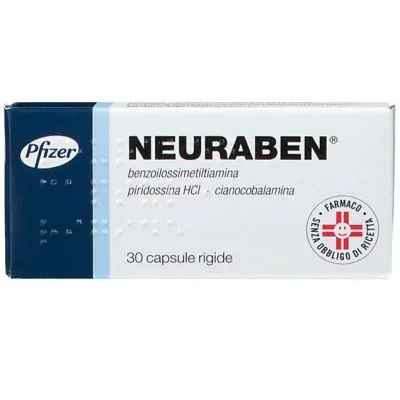 Pfizer
NEURABEN®
benzoilossimetiltiamina
piridossina HCl - cianocobalamina
30 capsule rigide
FARMACO
SENZA OBBLIGO DI RICETTA